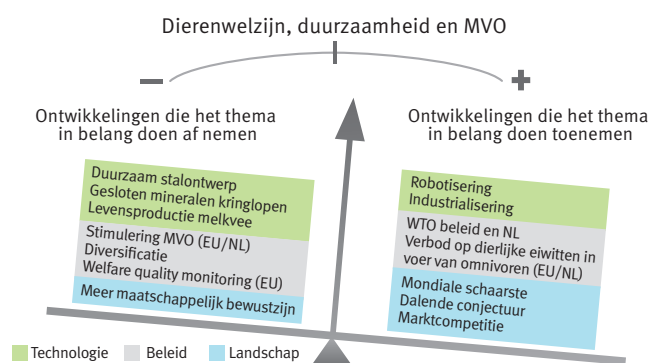 Dierenwelzijn, duurzaamheid en MVO
Ontwikkelingen die het thema
in belang doen af nemen
Duurzaam stalontwerp
Gesloten mineralen kringlopen
Levensproductie melkvee
Stimulering MVO (EU/NL)
Diversificatie
Welfare quality monitoring (EU)
Meer maatschappelijk bewustzijn
Ontwikkelingen die het thema
in belang doen toenemen
Robotisering
Industrialisering
WTO beleid en NL
Verbod op dierlijke eiwitten in
voer van omnivoren (EU/NL)
Mondiale schaarste
Dalende conjectuur
Marktcompetitie
Technologie
Beleid
Landschap